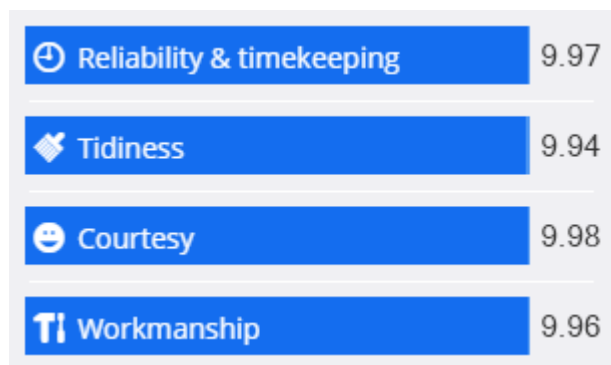 Reliability & timekeeping 9.97
Tidiness 9.94
Courtesy 9.98
Workmanship 9.96